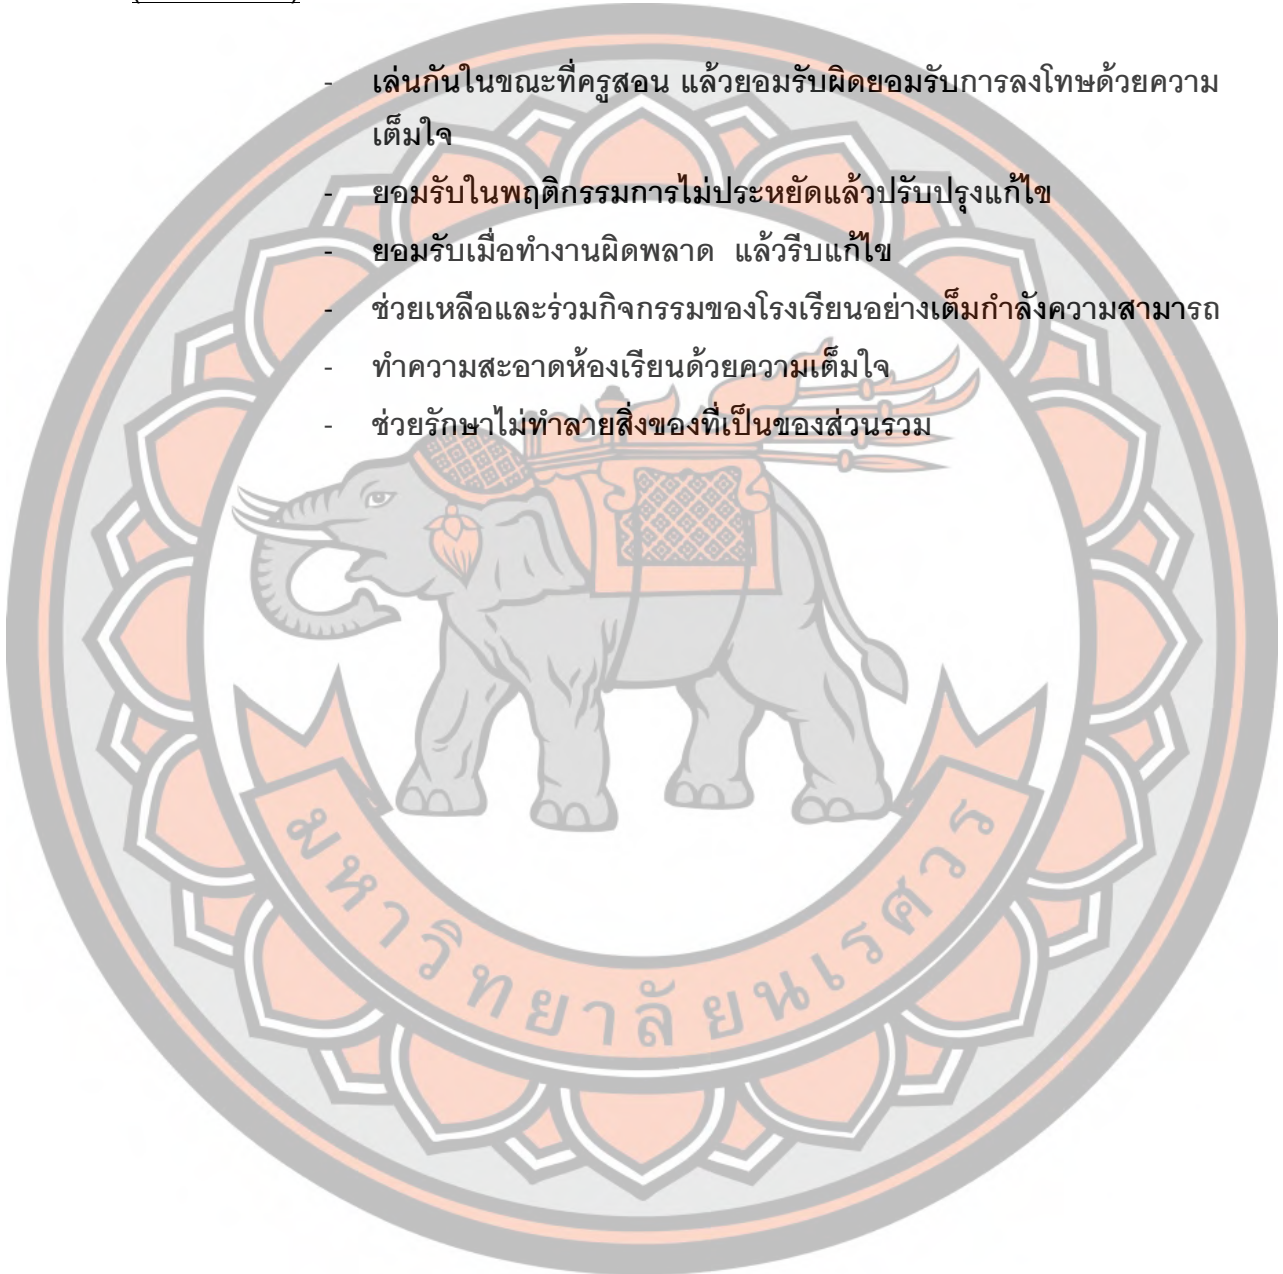 - เล่นกันในขณะที่ครูสอน แล้วยอมรับผิดยอมรับการลงโทษด้วยความ
เต็มใจ
- ยอมรับในพฤติกรรมการไม่ประหยัดแล้วปรับปรุงแก้ไข
- ยอมรับเมื่อทำงานผิดพลาด แล้วรีบแก้ไข
- ช่วยเหลือและร่วมกิจกรรมของโรงเรียนอย่างเต็มกำลังความสามารถ
- ทำความสะอาดห้องเรียนด้วยความเต็มใจ
- ช่วยรักษาไม่ทำลายสิ่งของที่เป็นของส่วนรวม
มหาวิทยาลัยนเรศวร